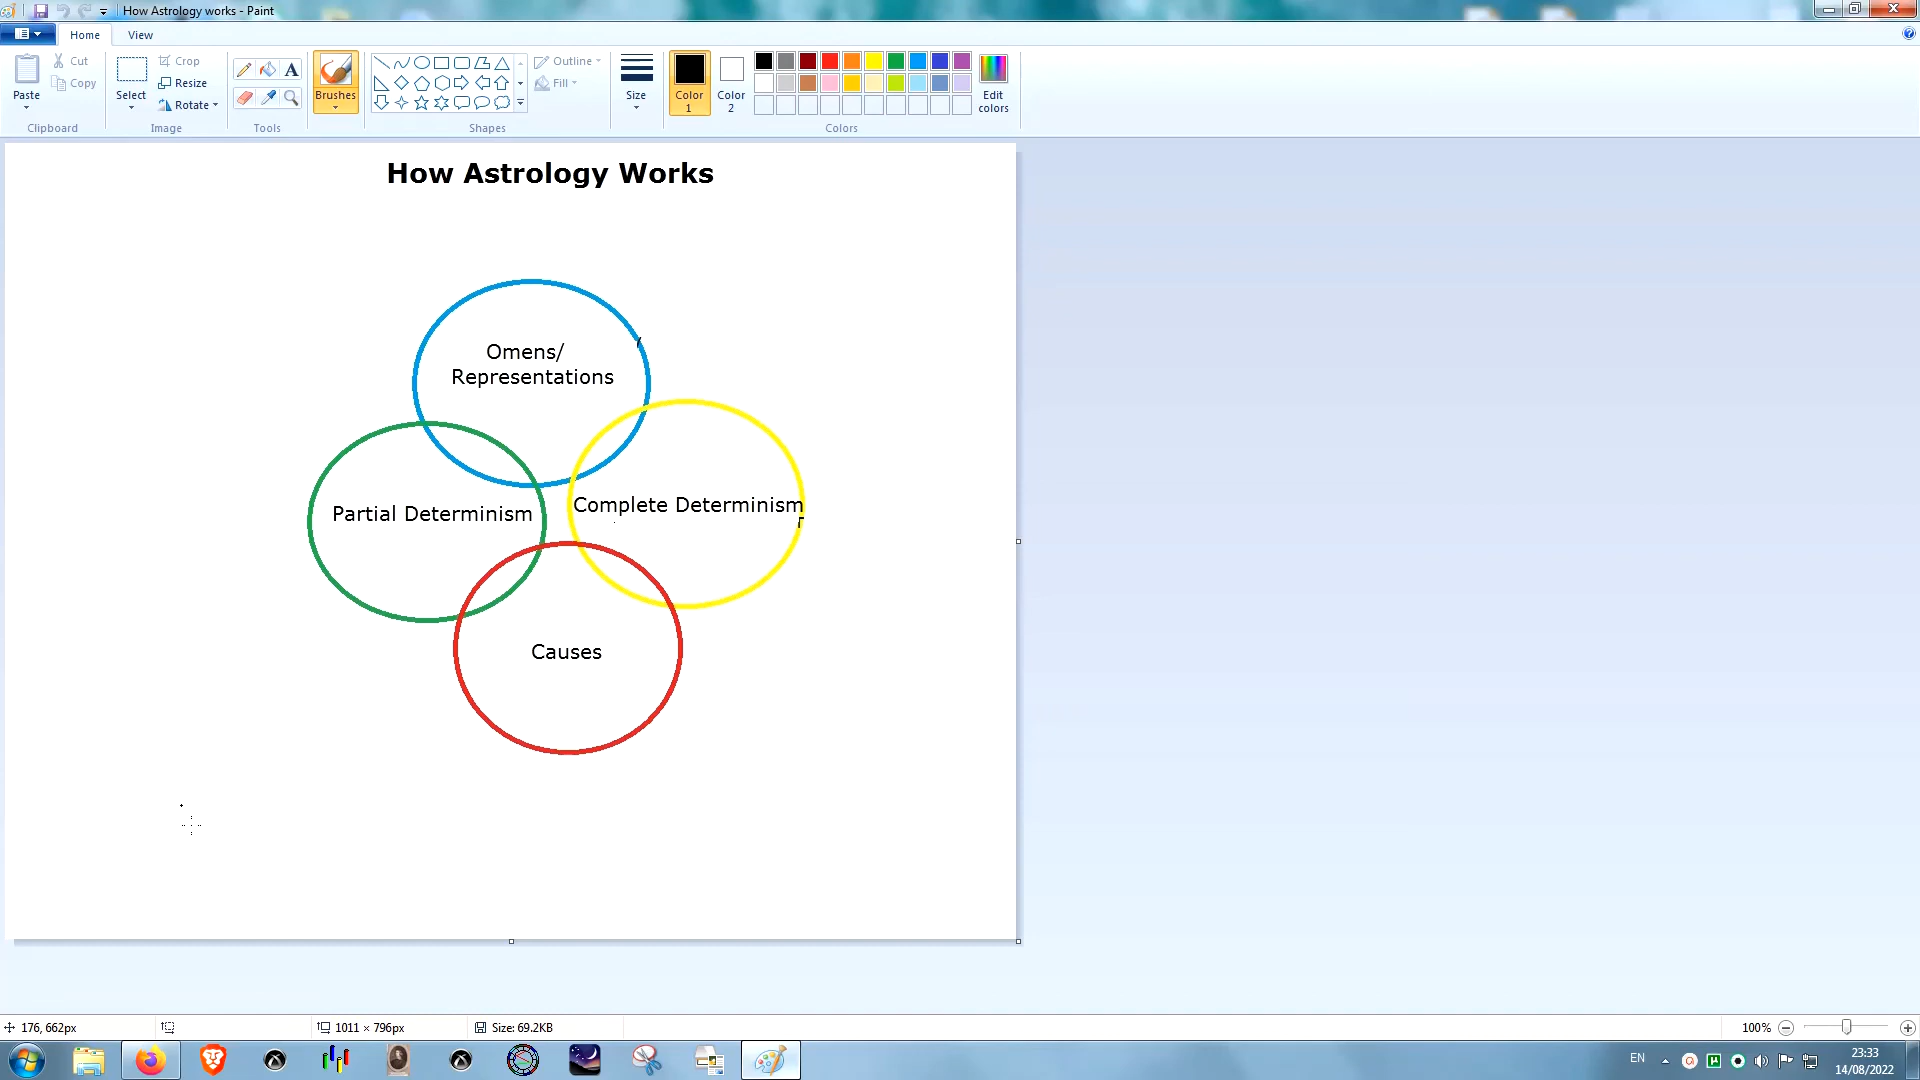 How Astrology works - Paint
Home
View
Paste
Cut
Copy
Clipboard
Select
Crop
Resize
Rotate
Image
A
Tools
Brushes
Shapes
Outline
Fill
Size
Color
1
Color
2
Colors
Edit
colors
How Astrology Works
Omens/
Representations
Partial Determinism
Complete Determinism
Causes
176, 662px
1011 × 796px
Size: 69.2KB
100%
EN
23:33
14/08/2022